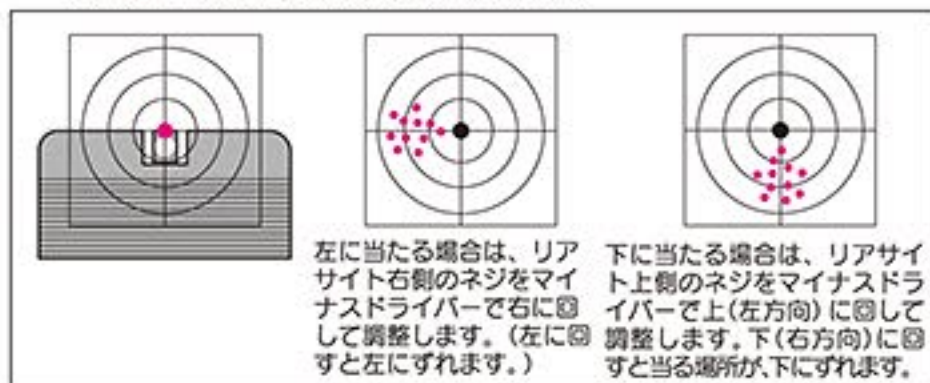 左に当たる場合は、リア
サイト右側のネジをマイ
ナスドライバーで右に回
して調整します。(左に回
すと左にずれます。)
下に当たる場合は、リアサイ
ト上側のネジをマイナスドラ
イバーで上(左方向)に回して
調整します。下(右方向)に回
すと当る場所が、下にずれます。